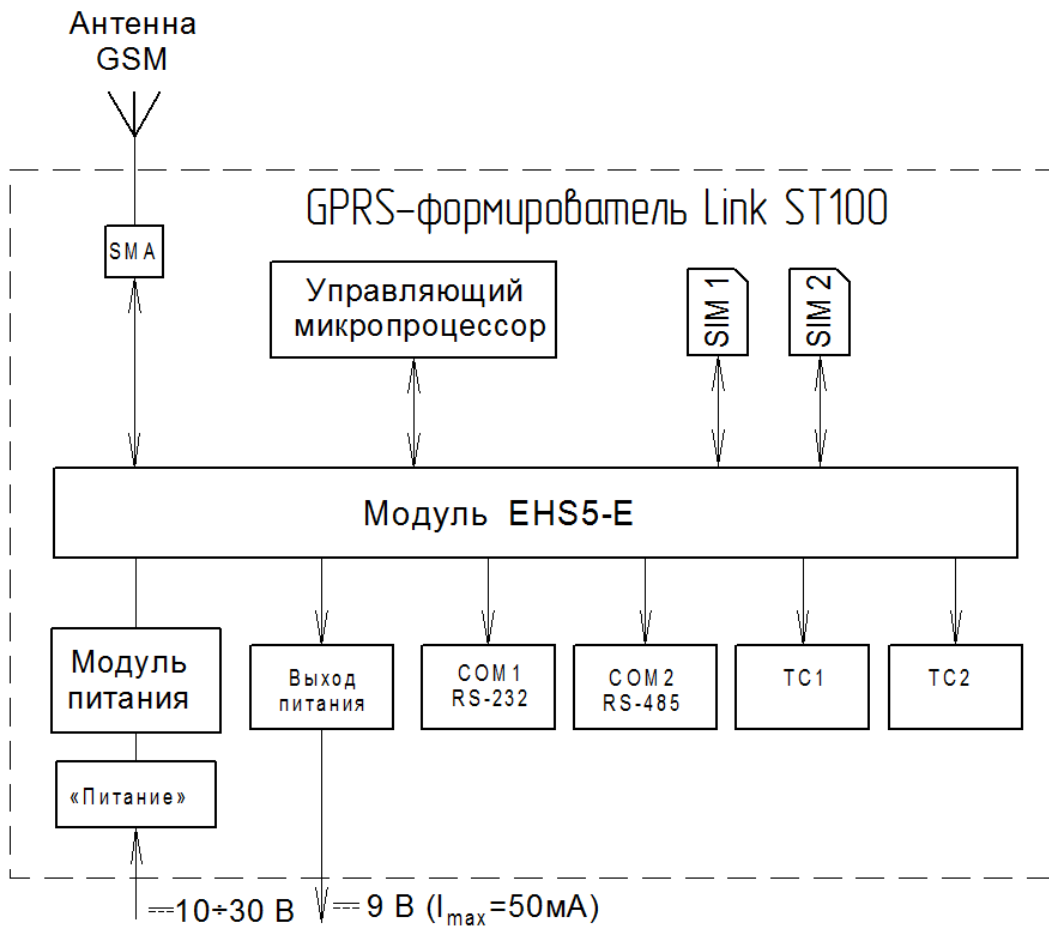 Антенна
GSM
GPRS-формирователь Link ST100
SMA
Управляющий
микропроцессор
SIM 1
SIM 2
Модуль EHS5-E
Модуль
питания
Выход
питания
COM1
RS-232
COM2
RS-485
TC1
TC2
«Питание»
⎓10÷30 В
⎓ 9 В (Imax=50мА)